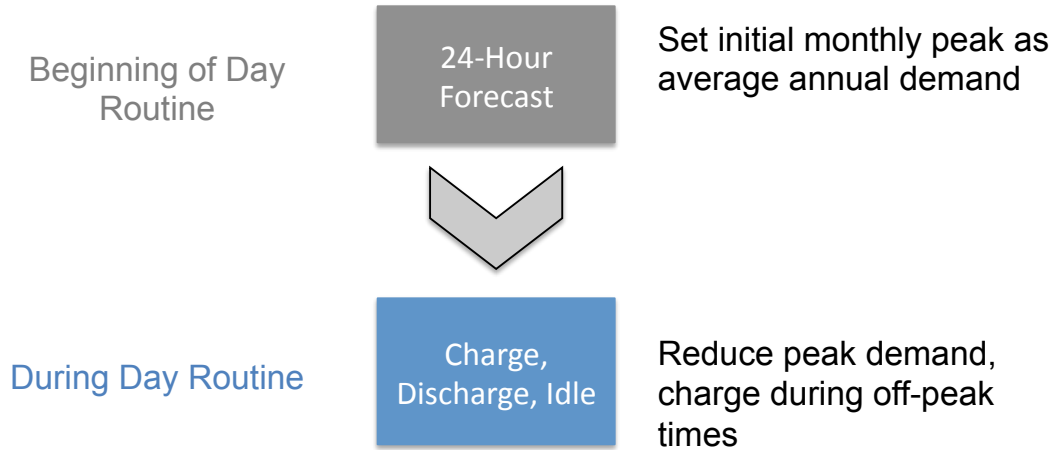 Beginning of Day
Routine
24-Hour
Forecast
Set initial monthly peak as
average annual demand
During Day Routine
Charge,
Discharge, Idle
Reduce peak demand,
charge during off-peak
times